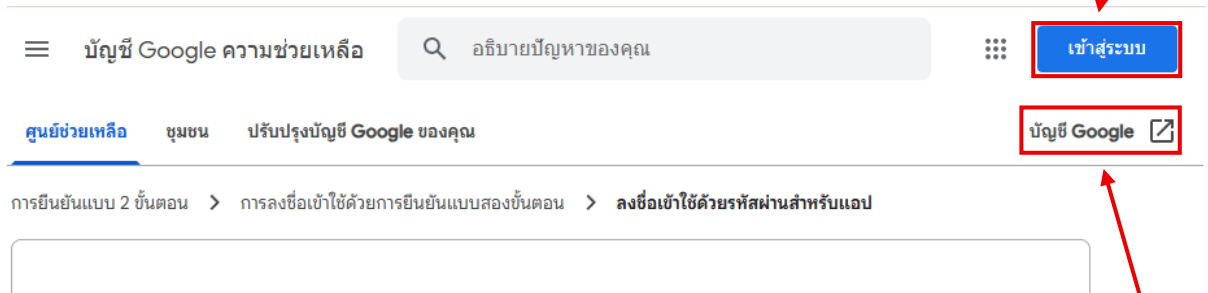 บัญชี Google ความช่วยเหลือ อธิบายปัญหาของคุณ เข้าสู่ระบบ
ศูนย์ช่วยเหลือ ชุมชน ปรับปรุงบัญชี Google ของคุณ บัญชี Google
การยืนยันแบบ 2 ขั้นตอน > การลงชื่อเข้าใช้ด้วยการยืนยันแบบสองขั้นตอน > ลงชื่อเข้าใช้ด้วยรหัสผ่านสำหรับแอป